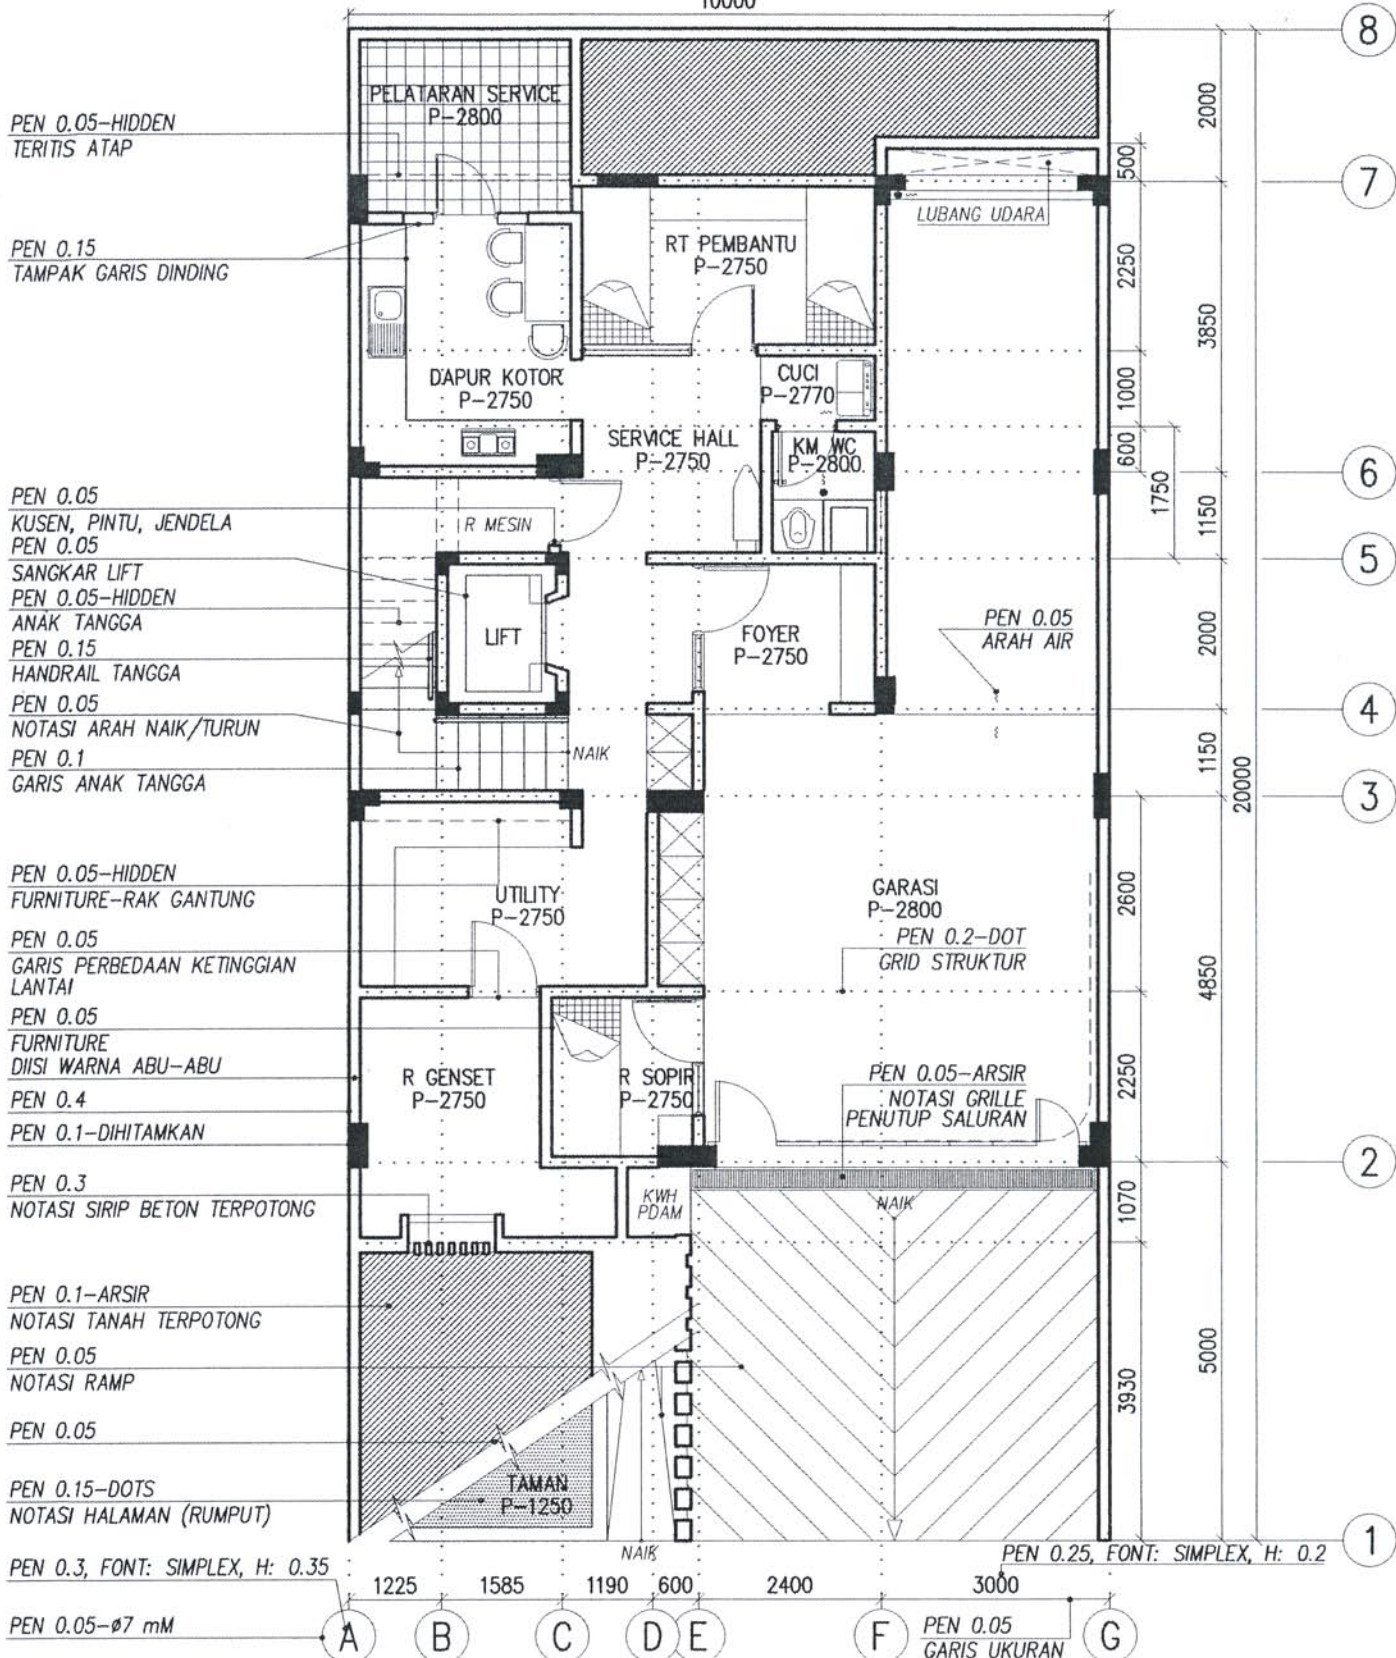 10000
8
PELATARAN SERVICE
P-2800
PEN 0.05-HIDDEN
TERITIS ATAP
2000
500
7
LUBANG UDARA
PEN 0.15
TAMPAK GARIS DINDING
RT PEMBANTU
P-2750
2250
3850
DAPUR KOTOR
P-2750
CUCI
P-2770
1000
SERVICE HALL
P-2750
KM WC
P-2800
600
1750
6
PEN 0.05
KUSEN, PINTU, JENDELA
R MESIN
1150
PEN 0.05
SANGKAR LIFT
5
PEN 0.05-HIDDEN
ANAK TANGGA
LIFT
FOYER
P-2750
PEN 0.05
ARAH AIR
2000
PEN 0.15
HANDRAIL TANGGA
PEN 0.05
NOTASI ARAH NAIK/TURUN
4
PEN 0.1
GARIS ANAK TANGGA
NAIK
1150
20000
3
PEN 0.05-HIDDEN
FURNITURE-RAK GANTUNG
UTILITY
P-2750
GARASI
P-2800
2600
PEN 0.05
GARIS PERBEDAAN KETINGGIAN
LANTAI
PEN 0.2-DOT
GRID STRUKTUR
4850
PEN 0.05
FURNITURE
DIISI WARNA ABU-ABU
R GENSET
P-2750
R SOPIR
P-2750
PEN 0.05-ARSIR
NOTASI GRILLE
PENUTUP SALURAN
2250
PEN 0.4
PEN 0.1-DIHITAMKAN
2
PEN 0.3
NOTASI SIRIP BETON TERPOTONG
KWH
PDAM
NAIK
1070
PEN 0.1-ARSIR
NOTASI TANAH TERPOTONG
PEN 0.05
NOTASI RAMP
3930
5000
PEN 0.05
PEN 0.15-DOTS
NOTASI HALAMAN (RUMPUT)
TAMAN
P-1250
NAIK
1
PEN 0.3, FONT: SIMPLEX, H: 0.35
PEN 0.25, FONT: SIMPLEX, H: 0.2
1225
1585
1190
600
2400
3000
PEN 0.05-ø7 mM
A
B
C
D
E
F
PEN 0.05
GARIS UKURAN
G